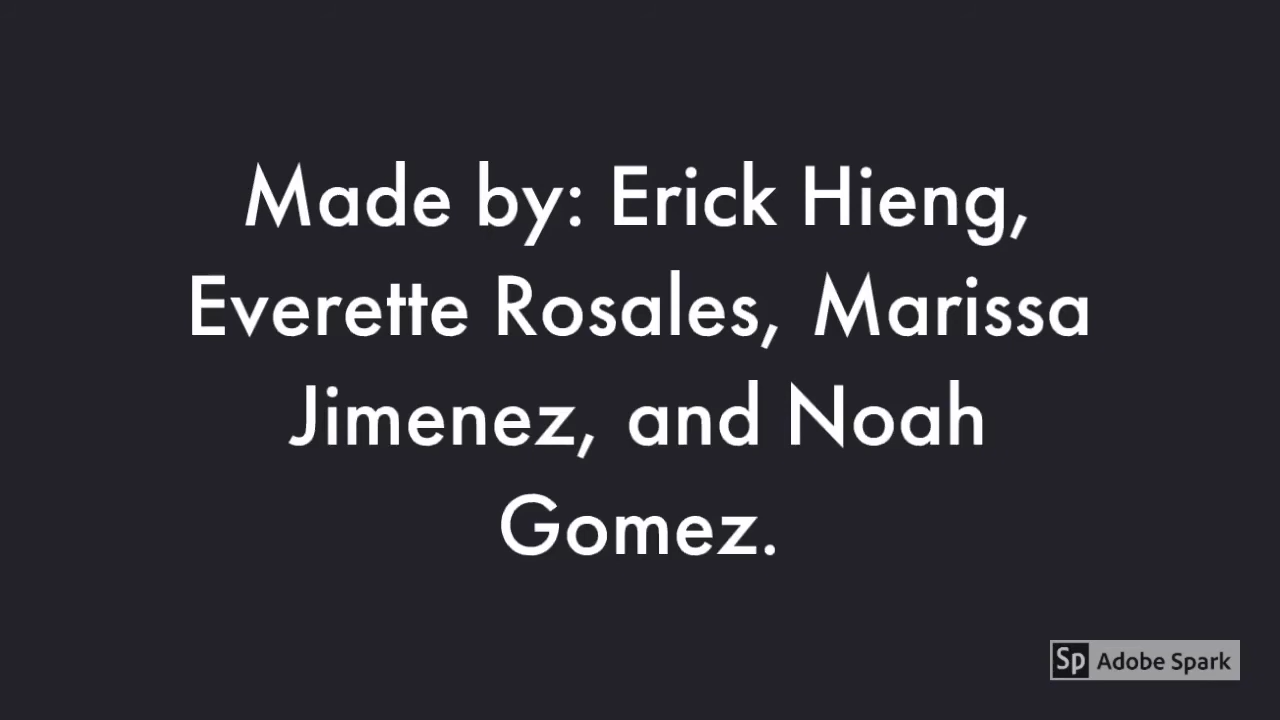 Made by: Erick Hieng,
Everette Rosales, Marissa
Jimenez, and Noah
Gomez.
Sp Adobe Spark